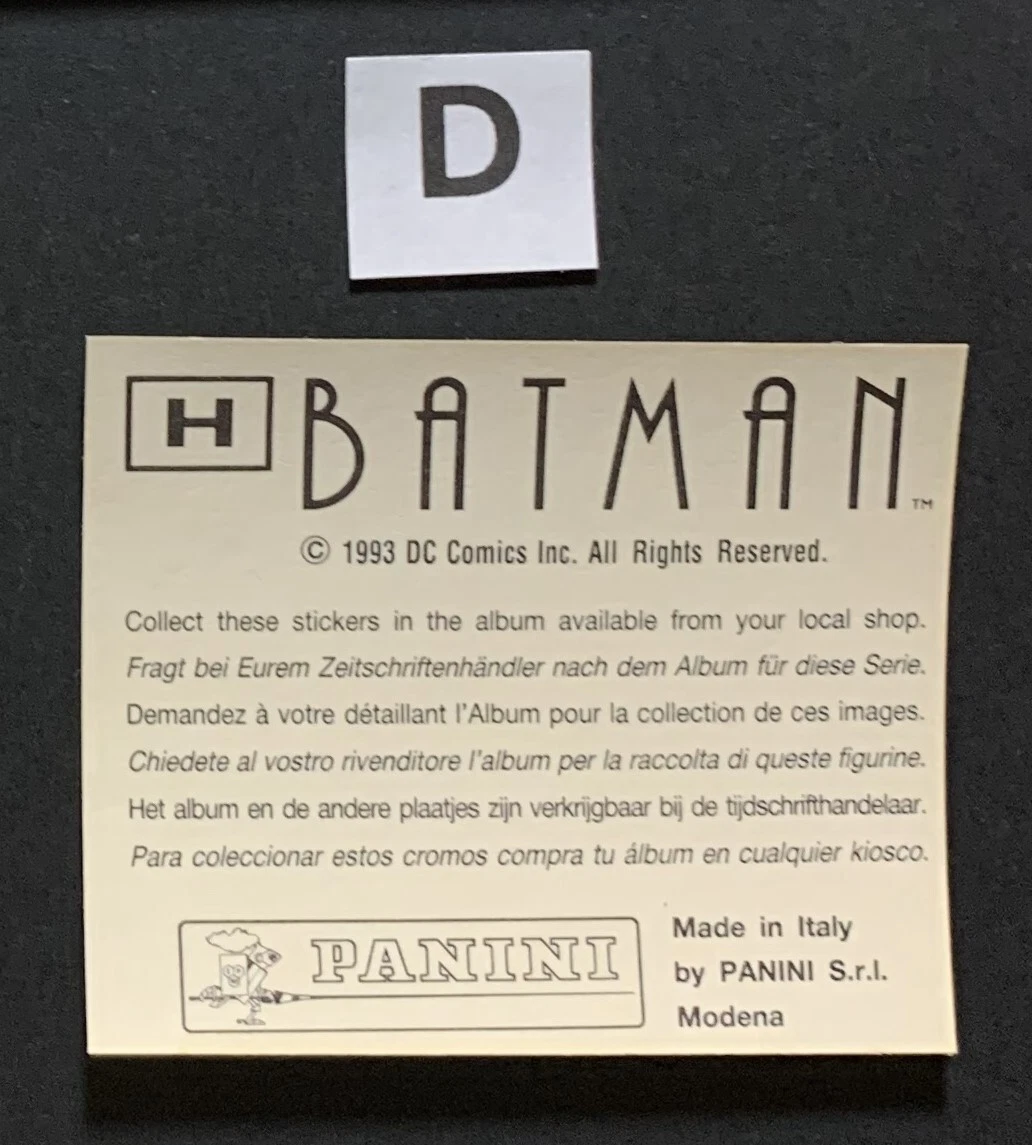 D
H BATMAN™
© 1993 DC Comics Inc. All Rights Reserved.
Collect these stickers in the album available from your local shop.
Fragt bei Eurem Zeitschriftenhändler nach dem Album für diese Serie.
Demandez à votre détaillant l'Album pour la collection de ces images.
Chiedete al vostro rivenditore l'album per la raccolta di queste figurine.
Het album en de andere plaatjes zijn verkrijgbaar bij de tijdschrifthandelaar.
Para coleccionar estos cromos compra tu álbum en cualquier kiosco.
PANINI
Made in Italy
by PANINI S.r.l.
Modena